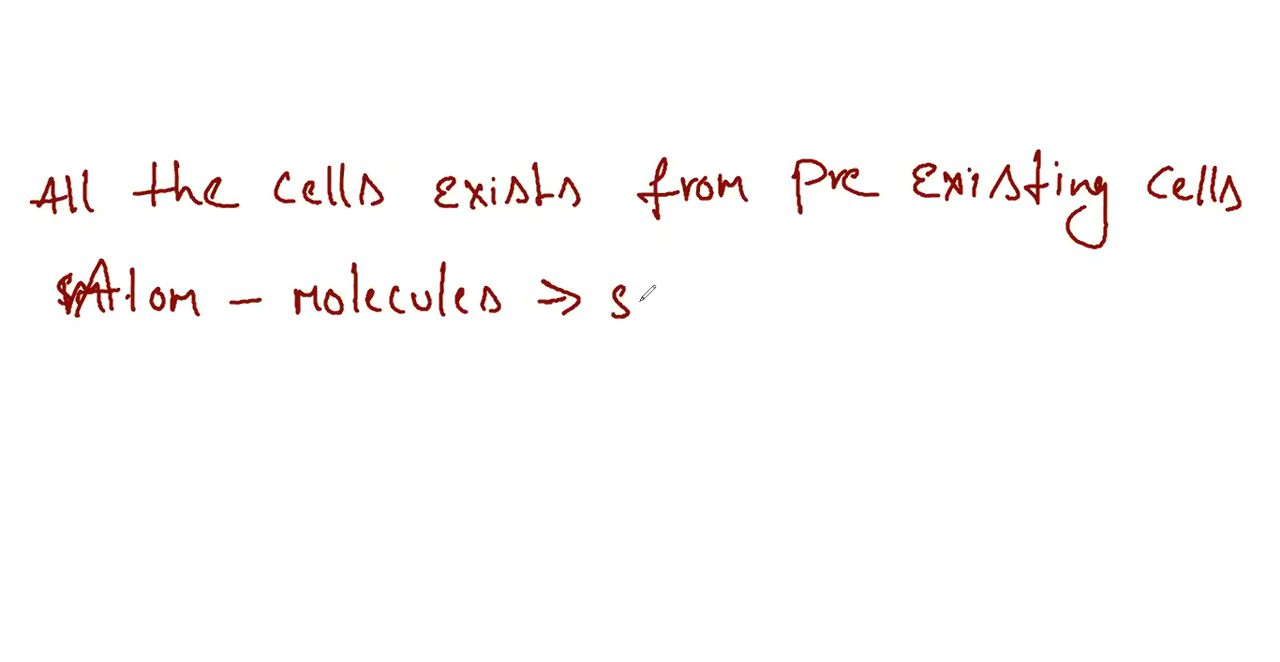 All the cells exists from Pre existing cells
Atom - molecules => s